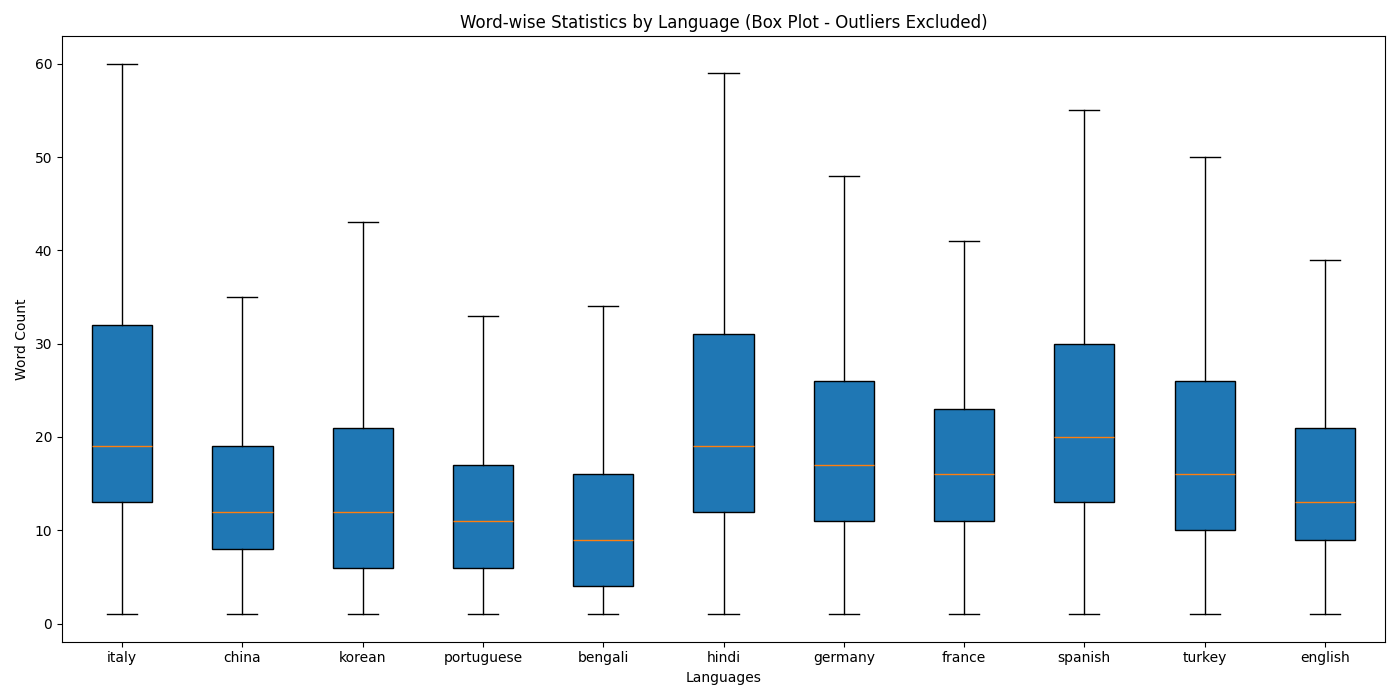 Word-wise Statistics by Language (Box Plot - Outliers Excluded)
60
50
40
30
20
10
0
Word Count
italy china korean portuguese bengali hindi germany france spanish turkey english
Languages